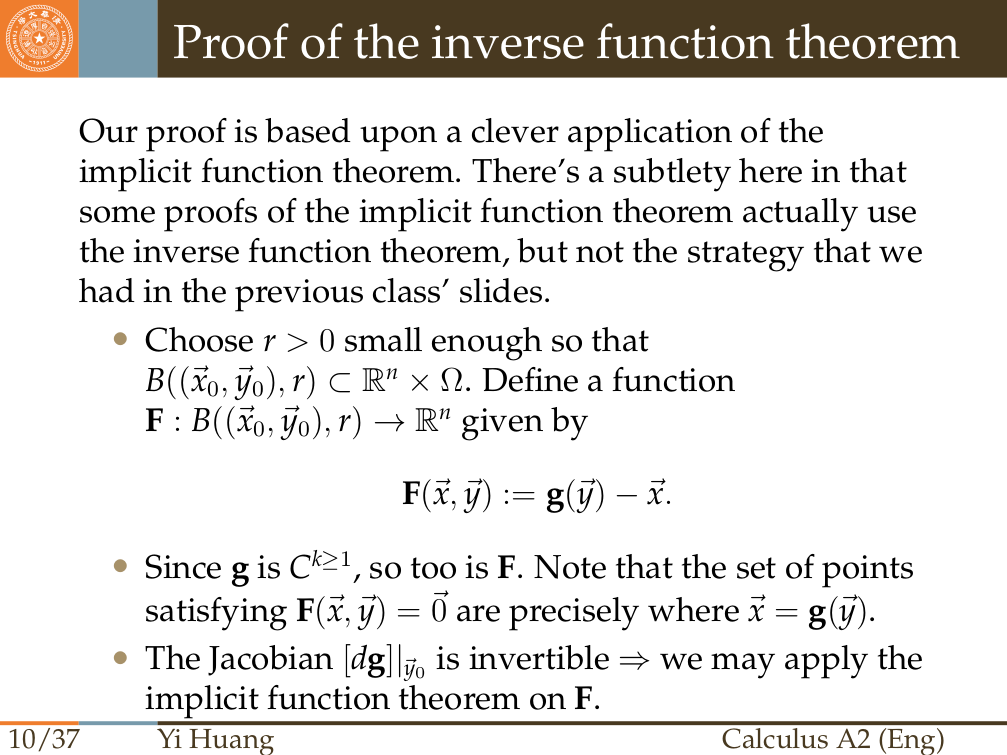 Proof of the inverse function theorem
Our proof is based upon a clever application of the
implicit function theorem. There’s a subtlety here in that
some proofs of the implicit function theorem actually use
the inverse function theorem, but not the strategy that we
had in the previous class’ slides.
• Choose r > 0 small enough so that
B((x⃗₀, y⃗₀), r) ⊂ ℝⁿ × Ω. Define a function
F : B((x⃗₀, y⃗₀), r) → ℝⁿ given by
F(x⃗, y⃗) := g(y⃗) − x⃗.
• Since g is C^{k≥1}, so too is F. Note that the set of points
satisfying F(x⃗, y⃗) = 0⃗ are precisely where x⃗ = g(y⃗).
• The Jacobian [dg]|_{y⃗₀} is invertible ⇒ we may apply the
implicit function theorem on F.
10/37 Yi Huang Calculus A2 (Eng)